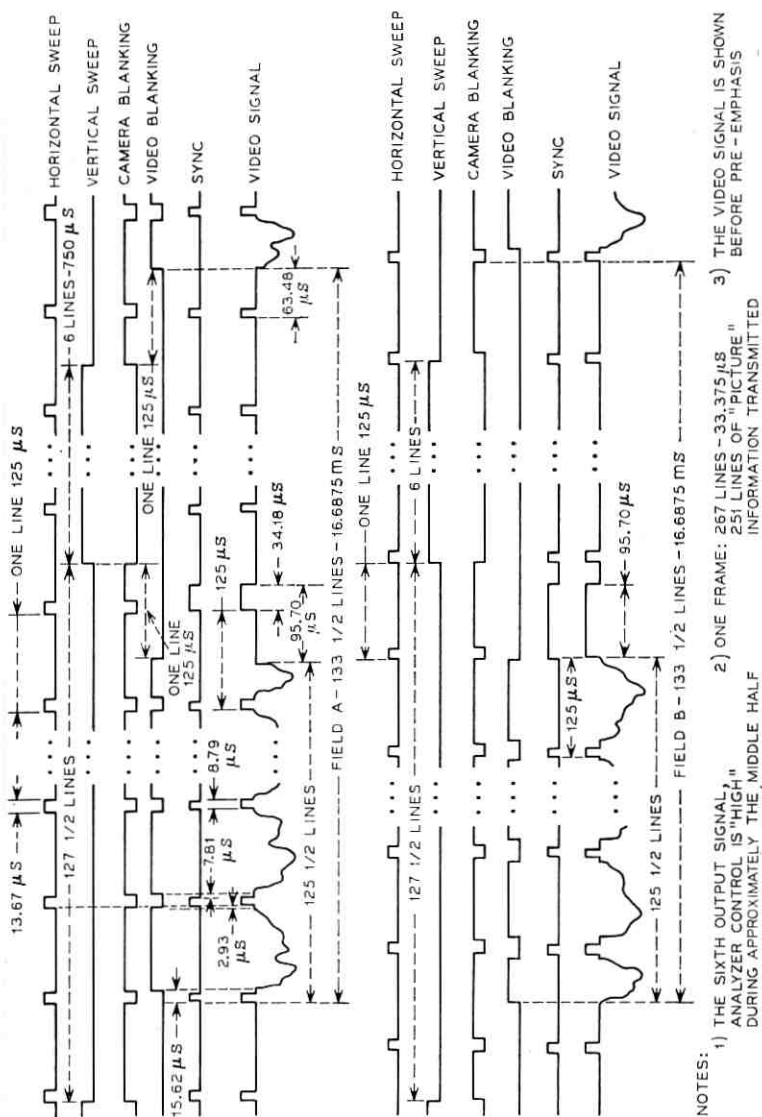 ONE LINE 125 µS
13.67 µS
127 1/2 LINES
6 LINES-750 µS
HORIZONTAL SWEEP
VERTICAL SWEEP
CAMERA BLANKING
VIDEO BLANKING
SYNC
VIDEO SIGNAL
ONE LINE
125 µS
ONE LINE 125 µS
15.62 µS
2.93
µS
7.81
µS
8.79
µS
125 µS
34.18 µS
95.70
µS
63.48
µS
125 1/2 LINES
FIELD A-133 1/2 LINES-16.6875 mS
ONE LINE 125 µS
127 1/2 LINES
6 LINES
HORIZONTAL SWEEP
VERTICAL SWEEP
CAMERA BLANKING
VIDEO BLANKING
SYNC
VIDEO SIGNAL
125 µS
95.70 µS
125 1/2 LINES
FIELD B-133 1/2 LINES-16.6875 mS
NOTES:
1) THE SIXTH OUTPUT SIGNAL,
ANALYZER CONTROL IS "HIGH"
DURING APPROXIMATELY THE MIDDLE HALF
2) ONE FRAME: 267 LINES-33.375 µS
251 LINES OF "PICTURE"
INFORMATION TRANSMITTED
3) THE VIDEO SIGNAL IS SHOWN
BEFORE PRE-EMPHASIS